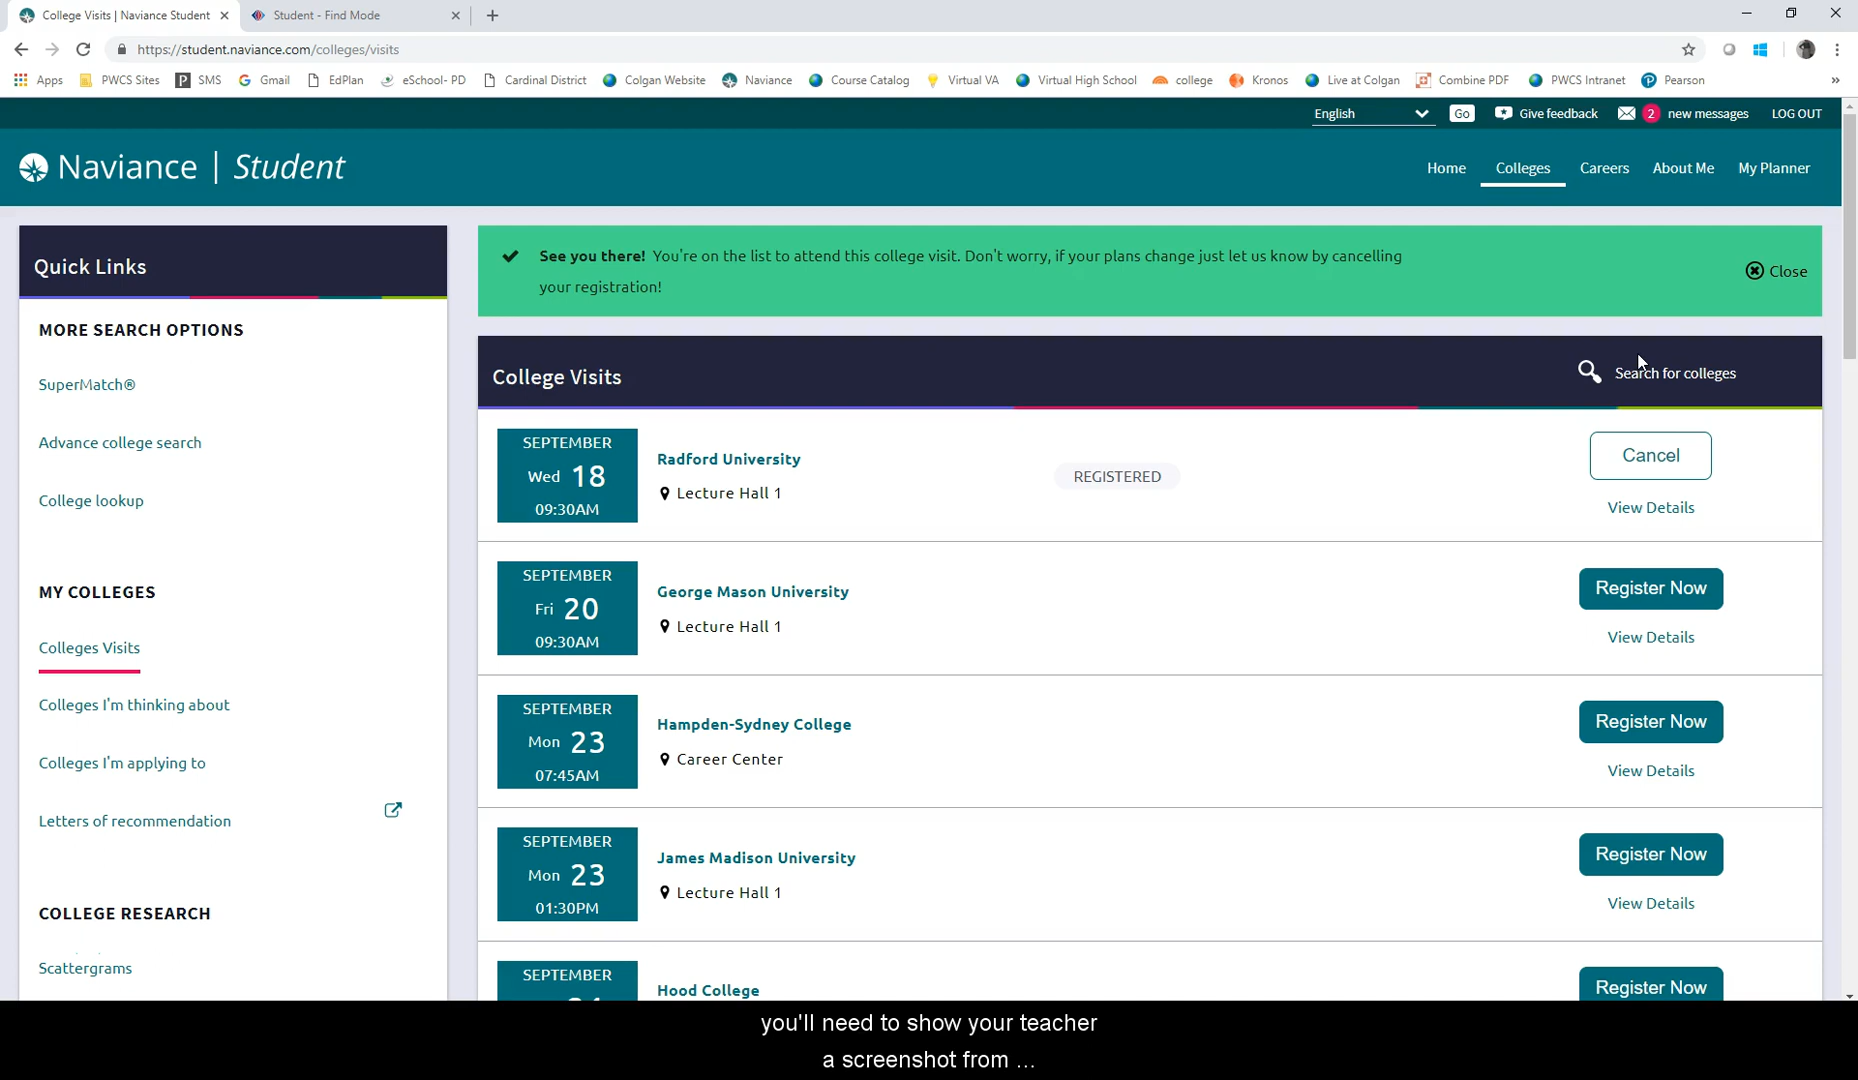 College Visits | Naviance Student
Student - Find Mode
https://student.naviance.com/colleges/visits
Apps PWCS Sites SMS Gmail EdPlan eSchool- PD Cardinal District Colgan Website Naviance Course Catalog Virtual VA Virtual High School college Kronos Live at Colgan Combine PDF PWCS Intranet Pearson »
English Go Give feedback 2 new messages LOG OUT
Naviance | Student
Home Colleges Careers About Me My Planner
Quick Links
MORE SEARCH OPTIONS
SuperMatch®
Advance college search
College lookup
MY COLLEGES
Colleges Visits
Colleges I'm thinking about
Colleges I'm applying to
Letters of recommendation
COLLEGE RESEARCH
Scattergrams
See you there! You're on the list to attend this college visit. Don't worry, if your plans change just let us know by cancelling
your registration!
Close
College Visits
Search for colleges
SEPTEMBER
Wed 18
09:30AM
Radford University
Lecture Hall 1
REGISTERED
Cancel
View Details
SEPTEMBER
Fri 20
09:30AM
George Mason University
Lecture Hall 1
Register Now
View Details
SEPTEMBER
Mon 23
07:45AM
Hampden-Sydney College
Career Center
Register Now
View Details
SEPTEMBER
Mon 23
01:30PM
James Madison University
Lecture Hall 1
Register Now
View Details
SEPTEMBER
Hood College
Register Now
you'll need to show your teacher
a screenshot from ...